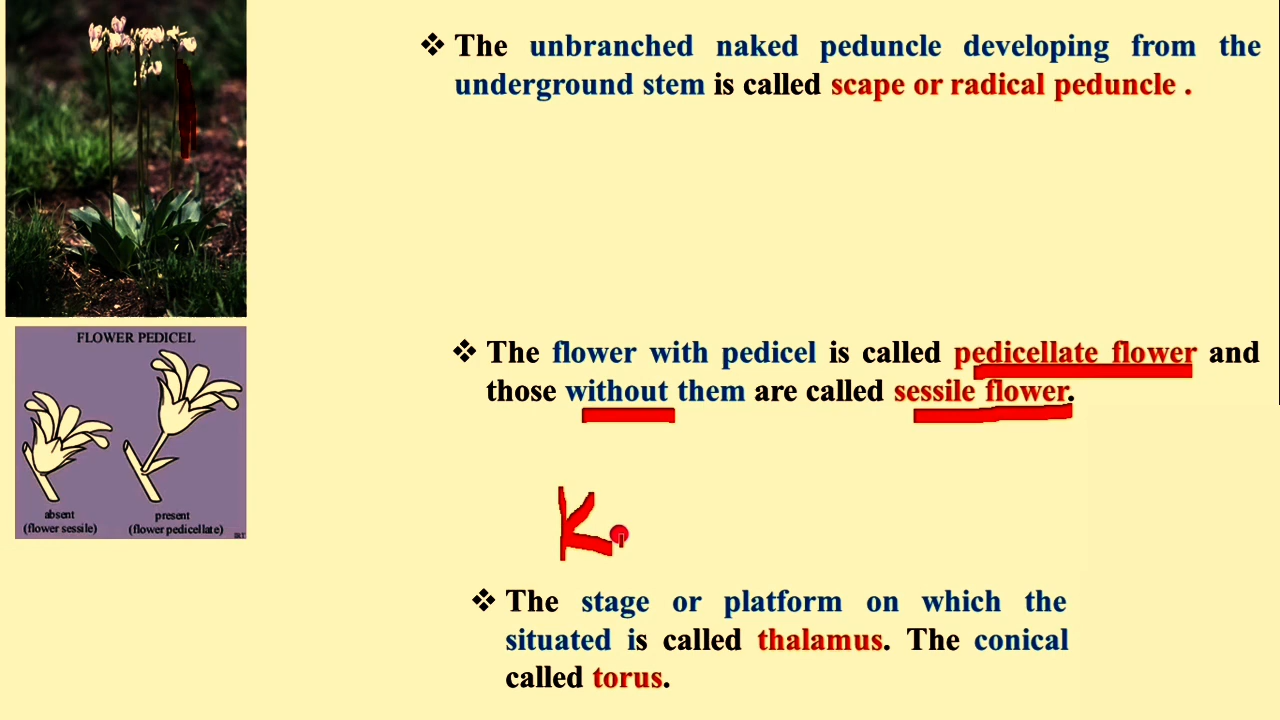 ❖ The unbranched naked peduncle developing from the
underground stem is called scape or radical peduncle .
FLOWER PEDICEL
absent
(flower sessile)
present
(flower pedicellate)
❖ The flower with pedicel is called pedicellate flower and
those without them are called sessile flower.
K
❖ The stage or platform on which the
situated is called thalamus. The conical
called torus.